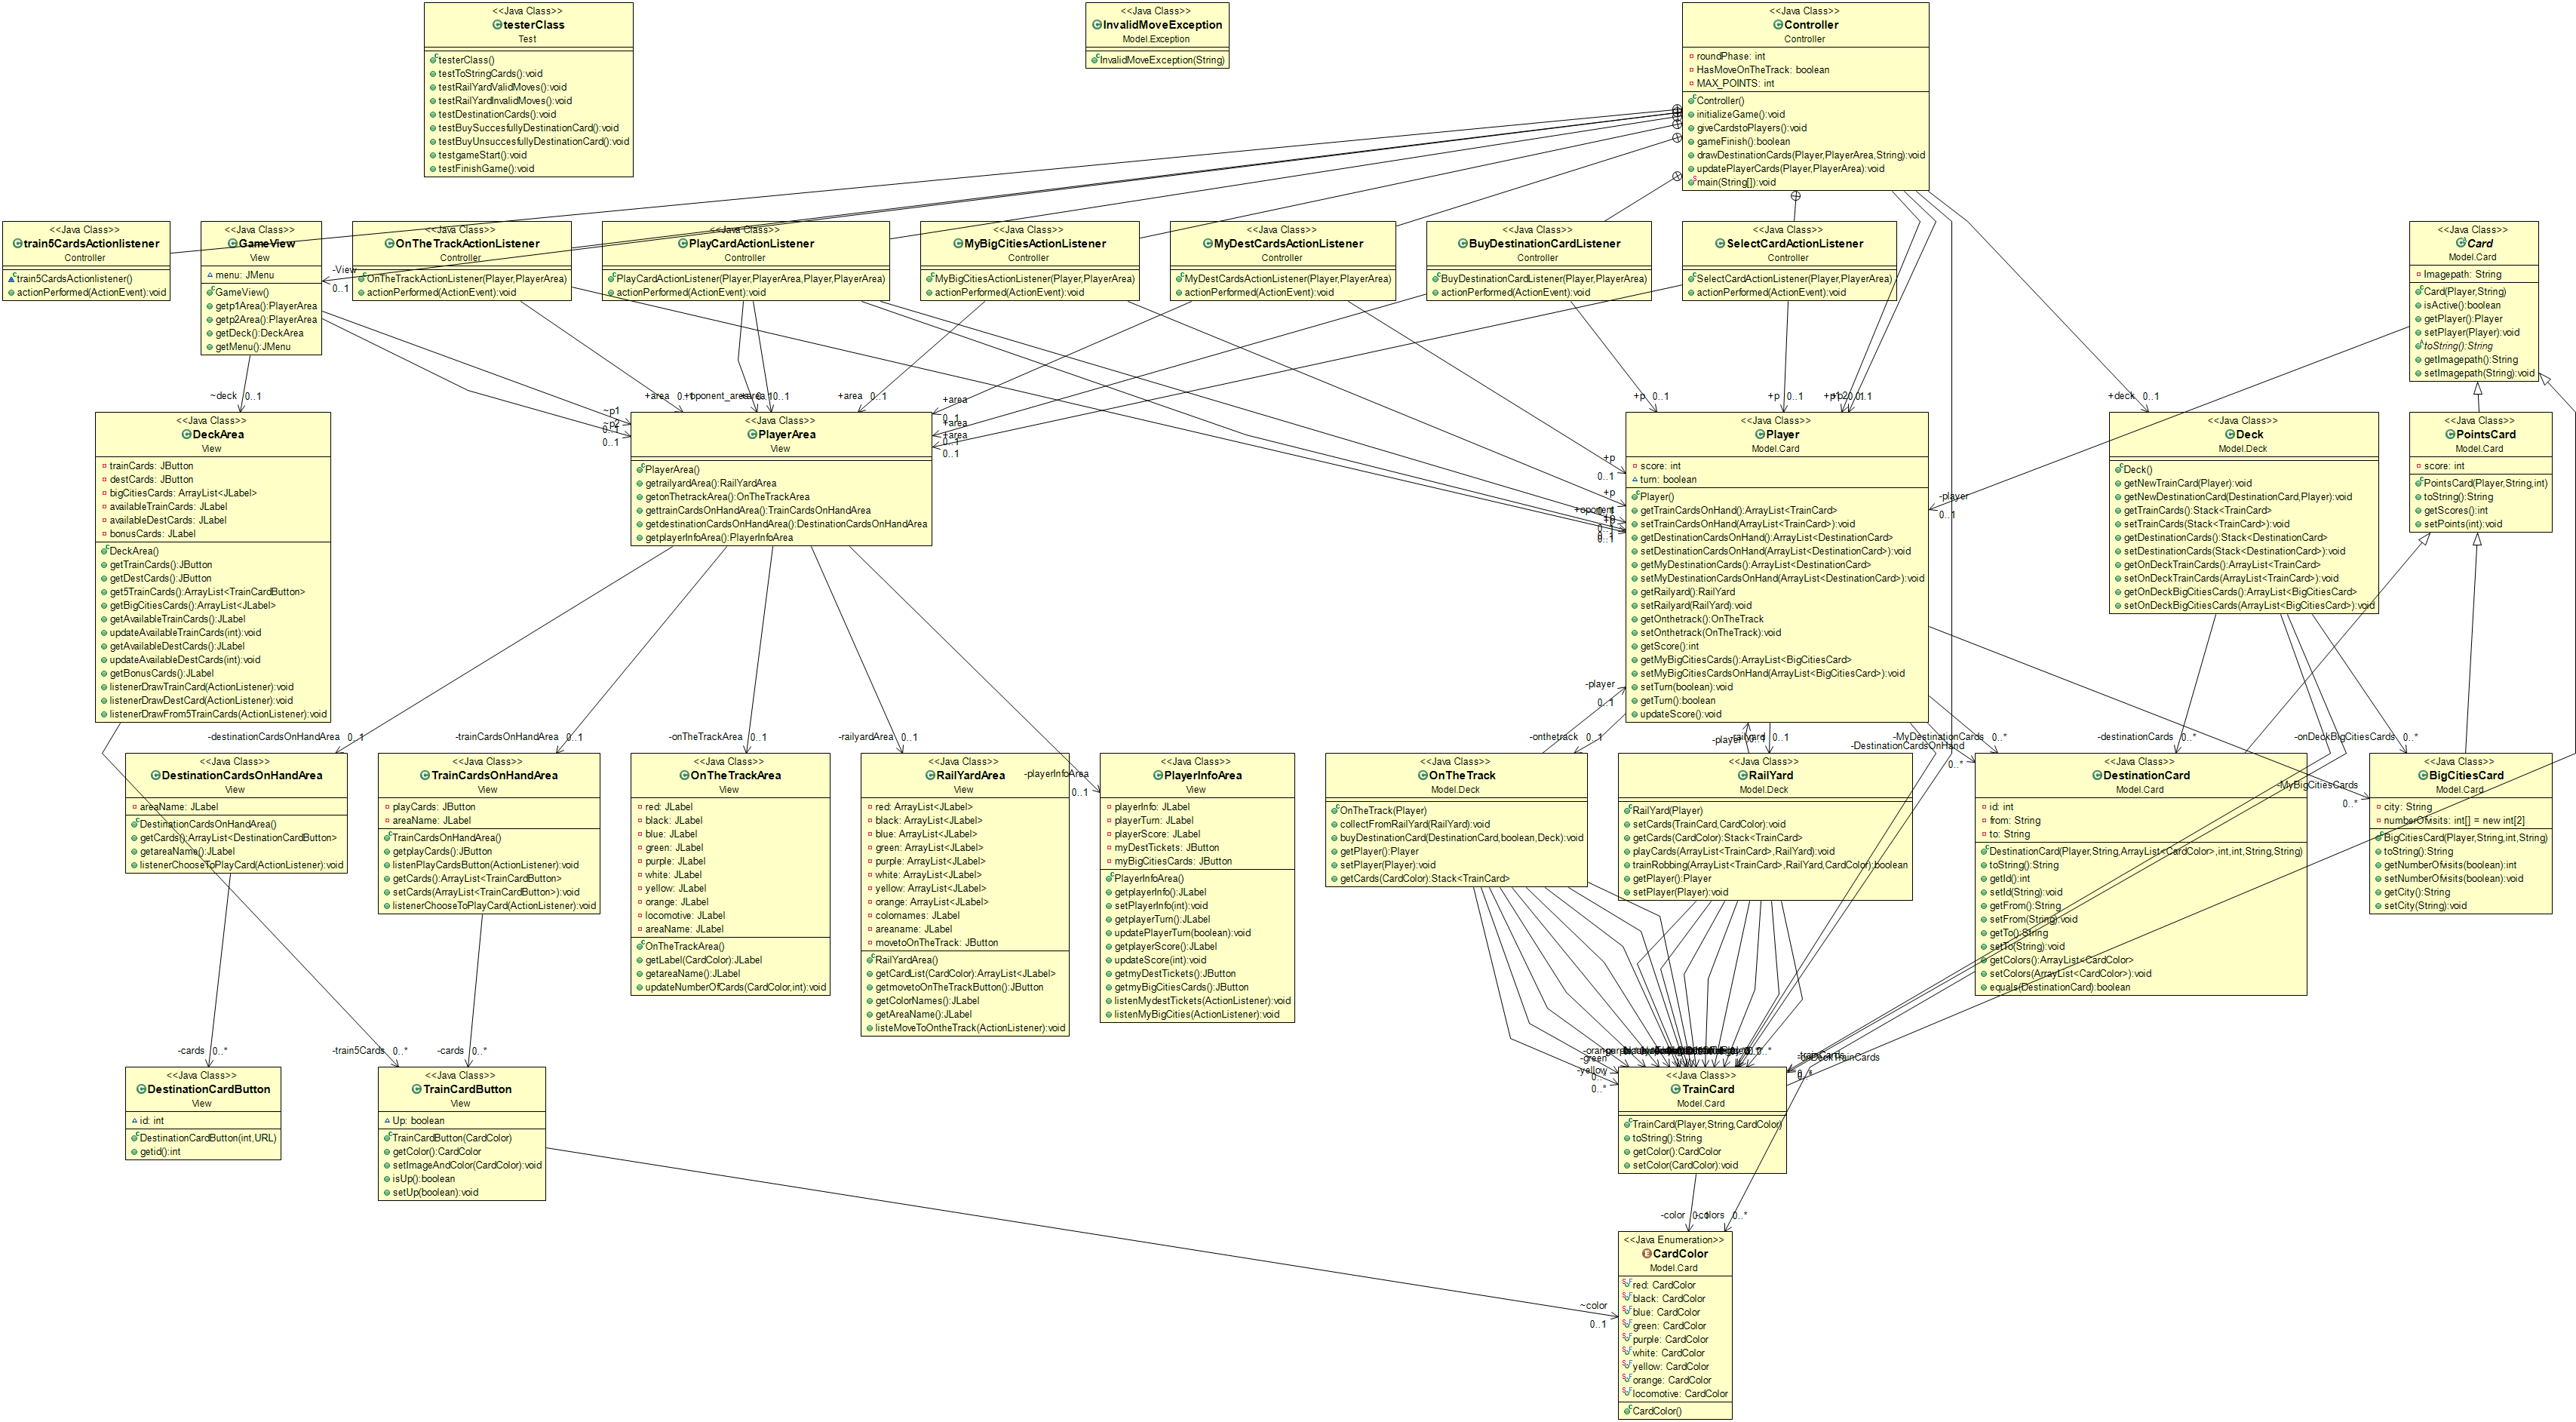 <<Java Class>>
testerClass
Test
testerClass()
testToStringCards():void
testRailYardValidMoves():void
testRailYardInvalidMoves():void
testDestinationCards():void
testBuySuccesfullyDestinationCard():void
testBuyUnsuccesfullyDestinationCard():void
testgameStart():void
testFinishGame():void
<<Java Class>>
InvalidMoveException
Model.Exception
InvalidMoveException(String)
<<Java Class>>
Controller
Controller
roundPhase: int
HasMoveOnTheTrack: boolean
MAX_POINTS: int
Controller()
initializeGame():void
giveCardstoPlayers():void
gameFinish():boolean
drawDestinationCards(Player,PlayerArea,String):void
updatePlayerCards(Player,PlayerArea):void
main(String[]):void
<<Java Class>>
train5CardsActionlistener
Controller
train5CardsActionlistener()
actionPerformed(ActionEvent):void
<<Java Class>>
GameView
View
menu: JMenu
GameView()
getp1Area():PlayerArea
getp2Area():PlayerArea
getDeck():DeckArea
getMenu():JMenu
-View
0..1
<<Java Class>>
OnTheTrackActionListener
Controller
OnTheTrackActionListener(Player,PlayerArea)
actionPerformed(ActionEvent):void
<<Java Class>>
PlayCardActionListener
Controller
PlayCardActionListener(Player,PlayerArea,Player,PlayerArea)
actionPerformed(ActionEvent):void
<<Java Class>>
MyBigCitiesActionListener
Controller
MyBigCitiesActionListener(Player,PlayerArea)
actionPerformed(ActionEvent):void
<<Java Class>>
MyDestCardsActionListener
Controller
MyDestCardsActionListener(Player,PlayerArea)
actionPerformed(ActionEvent):void
<<Java Class>>
BuyDestinationCardListener
Controller
BuyDestinationCardListener(Player,PlayerArea)
actionPerformed(ActionEvent):void
<<Java Class>>
SelectCardActionListener
Controller
SelectCardActionListener(Player,PlayerArea)
actionPerformed(ActionEvent):void
<<Java Class>>
Card
Model.Card
Imagepath: String
Card(Player,String)
isActive():boolean
getPlayer():Player
setPlayer(Player):void
toString():String
getImagepath():String
setImagepath(String):void
~deck 0..1
+area
+area 0..1
+area
0..1
+area
+area
0..1
~p1
~p2
0..1
+p 0..1
+p 0..1
+deck 0..1
<<Java Class>>
DeckArea
View
trainCards: JButton
destCards: JButton
bigCitiesCards: ArrayList<JLabel>
availableTrainCards: JLabel
availableDestCards: JLabel
bonusCards: JLabel
DeckArea()
getTrainCards():JButton
getDestCards():JButton
get5TrainCards():ArrayList<TrainCardButton>
getBigCitiesCards():ArrayList<JLabel>
getAvailableTrainCards():JLabel
updateAvailableTrainCards(int):void
getAvailableDestCards():JLabel
updateAvailableDestCards(int):void
getBonusCards():JLabel
listenerDrawTrainCard(ActionListener):void
listenerDrawDestCard(ActionListener):void
listenerDrawFrom5TrainCards(ActionListener):void
<<Java Class>>
PlayerArea
View
PlayerArea()
getrailyardArea():RailYardArea
getonThetrackArea():OnTheTrackArea
gettrainCardsOnHandArea():TrainCardsOnHandArea
getdestinationCardsOnHandArea():DestinationCardsOnHandArea
getplayerInfoArea():PlayerInfoArea
+p
0..1
+p
+oponent
<<Java Class>>
Player
Model.Card
score: int
turn: boolean
Player()
getTrainCardsOnHand():ArrayList<TrainCard>
setTrainCardsOnHand(ArrayList<TrainCard>):void
getDestinationCardsOnHand():ArrayList<DestinationCard>
setDestinationCardsOnHand(ArrayList<DestinationCard>):void
getMyDestinationCards():ArrayList<DestinationCard>
setMyDestinationCardsOnHand(ArrayList<DestinationCard>):void
getRailyard():RailYard
setRailyard(RailYard):void
getOnthetrack():OnTheTrack
setOnthetrack(OnTheTrack):void
getScore():int
getMyBigCitiesCards():ArrayList<BigCitiesCard>
setMyBigCitiesCardsOnHand(ArrayList<BigCitiesCard>):void
setTurn(boolean):void
getTurn():boolean
updateScore():void
-player
0..1
<<Java Class>>
Deck
Model.Deck
Deck()
getNewTrainCard(Player):void
getNewDestinationCard(DestinationCard,Player):void
getTrainCards():Stack<TrainCard>
setTrainCards(Stack<TrainCard>):void
getDestinationCards():Stack<DestinationCard>
setDestinationCards(Stack<DestinationCard>):void
getOnDeckTrainCards():ArrayList<TrainCard>
setOnDeckTrainCards(ArrayList<TrainCard>):void
getOnDeckBigCitiesCards():ArrayList<BigCitiesCard>
setOnDeckBigCitiesCards(ArrayList<BigCitiesCard>):void
<<Java Class>>
PointsCard
Model.Card
score: int
PointsCard(Player,String,int)
toString():String
getScores():int
setPoints(int):void
-player
0..1
-destinationCardsOnHandArea 0..1
-trainCardsOnHandArea 0..1
-onTheTrackArea 0..1
-railyardArea 0..1
-playerInfoArea
0..1
-onthetrack 0..1
-player
-MyDestinationCards 0..*
-DestinationCardsOnHand
0..*
-destinationCards 0..*
-onDeckBigCitiesCards 0..*
-MyBigCitiesCards
0..*
<<Java Class>>
DestinationCardsOnHandArea
View
areaName: JLabel
DestinationCardsOnHandArea()
getCards():ArrayList<DestinationCardButton>
getareaName():JLabel
listenerChooseToPlayCard(ActionListener):void
<<Java Class>>
TrainCardsOnHandArea
View
playCards: JButton
areaName: JLabel
TrainCardsOnHandArea()
getplayCards():JButton
listenPlayCardsButton(ActionListener):void
getCards():ArrayList<TrainCardButton>
setCards(ArrayList<TrainCardButton>):void
listenerChooseToPlayCard(ActionListener):void
<<Java Class>>
OnTheTrackArea
View
red: JLabel
black: JLabel
blue: JLabel
green: JLabel
purple: JLabel
white: JLabel
yellow: JLabel
orange: JLabel
locomotive: JLabel
areaName: JLabel
OnTheTrackArea()
getLabel(CardColor):JLabel
getareaName():JLabel
updateNumberOfCards(CardColor,int):void
<<Java Class>>
RailYardArea
View
red: ArrayList<JLabel>
black: ArrayList<JLabel>
blue: ArrayList<JLabel>
green: ArrayList<JLabel>
purple: ArrayList<JLabel>
white: ArrayList<JLabel>
yellow: ArrayList<JLabel>
orange: ArrayList<JLabel>
colornames: JLabel
areaname: JLabel
movetoOnTheTrack: JButton
RailYardArea()
getCardList(CardColor):ArrayList<JLabel>
getmovetoOnTheTrackButton():JButton
getColorNames():JLabel
getAreaName():JLabel
listeMoveToOntheTrack(ActionListener):void
<<Java Class>>
PlayerInfoArea
View
playerInfo: JLabel
playerTurn: JLabel
playerScore: JLabel
myDestTickets: JButton
myBigCitiesCards: JButton
PlayerInfoArea()
getplayerInfo():JLabel
setPlayerInfo(int):void
getplayerTurn():JLabel
updatePlayerTurn(boolean):void
getplayerScore():JLabel
updateScore(int):void
getmyDestTickets():JButton
getmyBigCitiesCards():JButton
listenMydestTickets(ActionListener):void
listenMyBigCities(ActionListener):void
<<Java Class>>
OnTheTrack
Model.Deck
OnTheTrack(Player)
collectFromRailYard(RailYard):void
buyDestinationCard(DestinationCard,boolean,Deck):void
getPlayer():Player
setPlayer(Player):void
getCards(CardColor):Stack<TrainCard>
<<Java Class>>
RailYard
Model.Deck
RailYard(Player)
setCards(TrainCard,CardColor):void
getCards(CardColor):Stack<TrainCard>
playCards(ArrayList<TrainCard>,RailYard):void
trainRobbing(ArrayList<TrainCard>,RailYard,CardColor):boolean
getPlayer():Player
setPlayer(Player):void
<<Java Class>>
DestinationCard
Model.Card
id: int
from: String
to: String
DestinationCard(Player,String,ArrayList<CardColor>,int,int,String,String)
toString():String
getId():int
setId(String):void
getFrom():String
setFrom(String):void
getTo():String
setTo(String):void
getColors():ArrayList<CardColor>
setColors(ArrayList<CardColor>):void
equals(DestinationCard):boolean
<<Java Class>>
BigCitiesCard
Model.Card
city: String
numberOfvisits: int[] = new int[2]
BigCitiesCard(Player,String,int,String)
toString():String
getNumberOfvisits(boolean):int
setNumberOfvisits(boolean):void
getCity():String
setCity(String):void
-cards 0..*
-train5Cards 0..*
-cards 0..*
-green
-yellow
0..*
<<Java Class>>
DestinationCardButton
View
id: int
DestinationCardButton(int,URL)
getid():int
<<Java Class>>
TrainCardButton
View
Up: boolean
TrainCardButton(CardColor)
getColor():CardColor
setImageAndColor(CardColor):void
isUp():boolean
setUp(boolean):void
<<Java Class>>
TrainCard
Model.Card
TrainCard(Player,String,CardColor)
toString():String
getColor():CardColor
setColor(CardColor):void
-color
0..*
~color
0..1
<<Java Enumeration>>
CardColor
Model.Card
red: CardColor
black: CardColor
blue: CardColor
green: CardColor
purple: CardColor
white: CardColor
yellow: CardColor
orange: CardColor
locomotive: CardColor
CardColor()